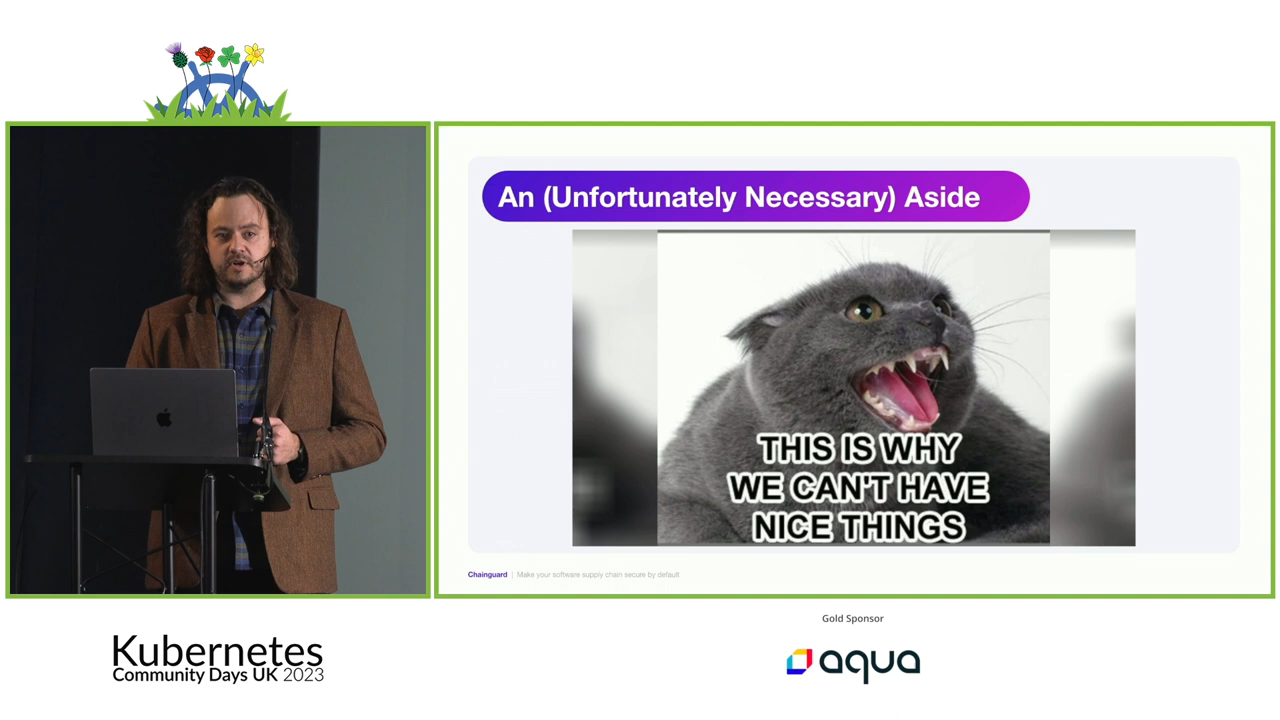 An (Unfortunately Necessary) Aside
THIS IS WHY
WE CAN'T HAVE
NICE THINGS
Chainguard | Make your software supply chain secure by default
Gold Sponsor
Kubernetes
Community Days UK 2023
aqua